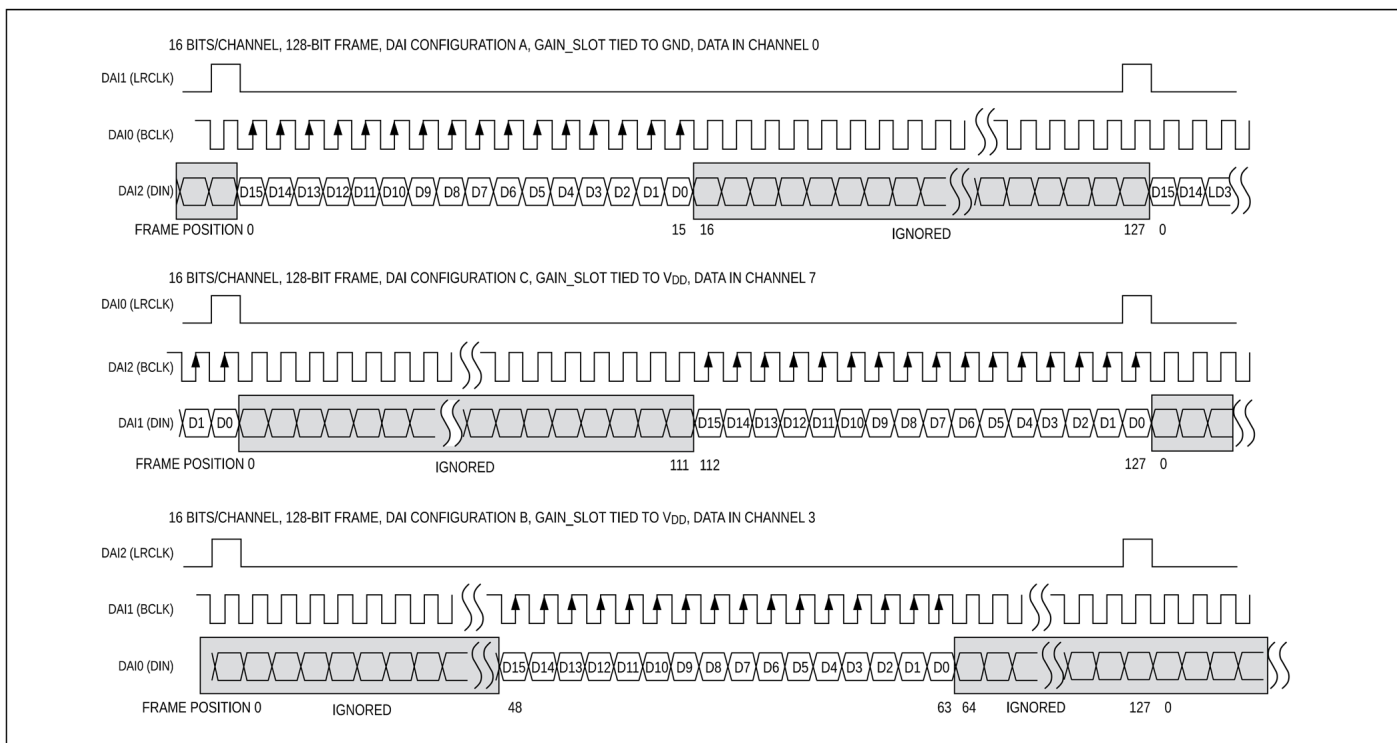 16 BITS/CHANNEL, 128-BIT FRAME, DAI CONFIGURATION A, GAIN_SLOT TIED TO GND, DATA IN CHANNEL 0
DAI1 (LRCLK)
DAI0 (BCLK)
DAI2 (DIN) D15 D14 D13 D12 D11 D10 D9 D8 D7 D6 D5 D4 D3 D2 D1 D0 D15 D14 LD3
FRAME POSITION 0 15 16 IGNORED 127 0
16 BITS/CHANNEL, 128-BIT FRAME, DAI CONFIGURATION C, GAIN_SLOT TIED TO VDD, DATA IN CHANNEL 7
DAI0 (LRCLK)
DAI2 (BCLK)
DAI1 (DIN) D1 D0 D15 D14 D13 D12 D11 D10 D9 D8 D7 D6 D5 D4 D3 D2 D1 D0
FRAME POSITION 0 IGNORED 111 112 127 0
16 BITS/CHANNEL, 128-BIT FRAME, DAI CONFIGURATION B, GAIN_SLOT TIED TO VDD, DATA IN CHANNEL 3
DAI2 (LRCLK)
DAI1 (BCLK)
DAI0 (DIN) D15 D14 D13 D12 D11 D10 D9 D8 D7 D6 D5 D4 D3 D2 D1 D0
FRAME POSITION 0 IGNORED 48 63 64 IGNORED 127 0